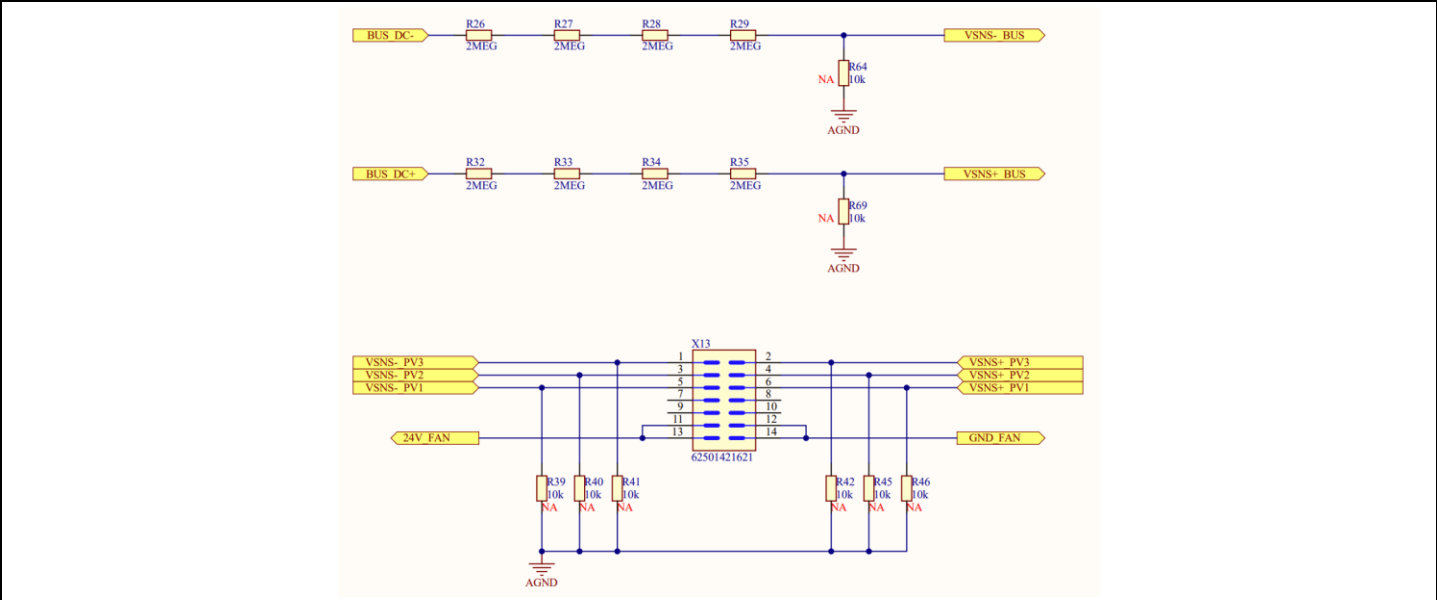 R26 R27 R28 R29
BUS_DC- VSNS-_BUS
2MEG 2MEG 2MEG 2MEG
R64
NA 10k
AGND
R32 R33 R34 R35
BUS_DC+ VSNS+_BUS
2MEG 2MEG 2MEG 2MEG
R69
NA 10k
AGND
X13
VSNS-_PV3 1 2 VSNS+_PV3
VSNS-_PV2 3 4 VSNS+_PV2
VSNS-_PV1 5 6 VSNS+_PV1
7 8
9 10
11 12
24V_FAN 13 14 GND_FAN
62501421621
R39 R40 R41 R42 R45 R46
10k 10k 10k 10k 10k 10k
NA NA NA NA NA NA
AGND